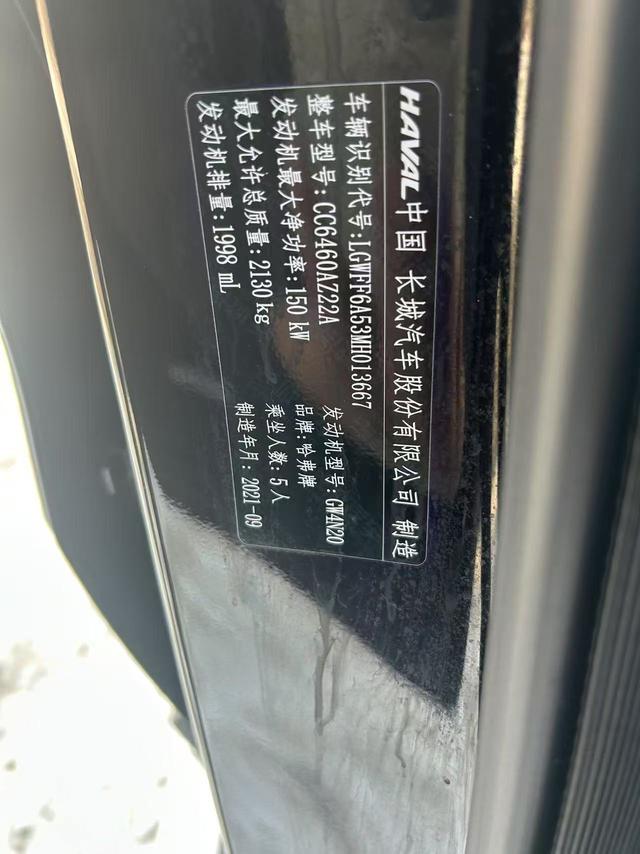 HAVAL 中国 长城汽车股份有限公司 制造
车辆识别代号:LGWFF6A53MH013667
整车型号:CC6460AZ22A 发动机型号:GW4N20
发动机最大净功率:150 kW 品牌:哈弗牌
最大允许总质量:2130 kg 乘坐人数:5人
发动机排量:1998 mL 制造年月:2021-09